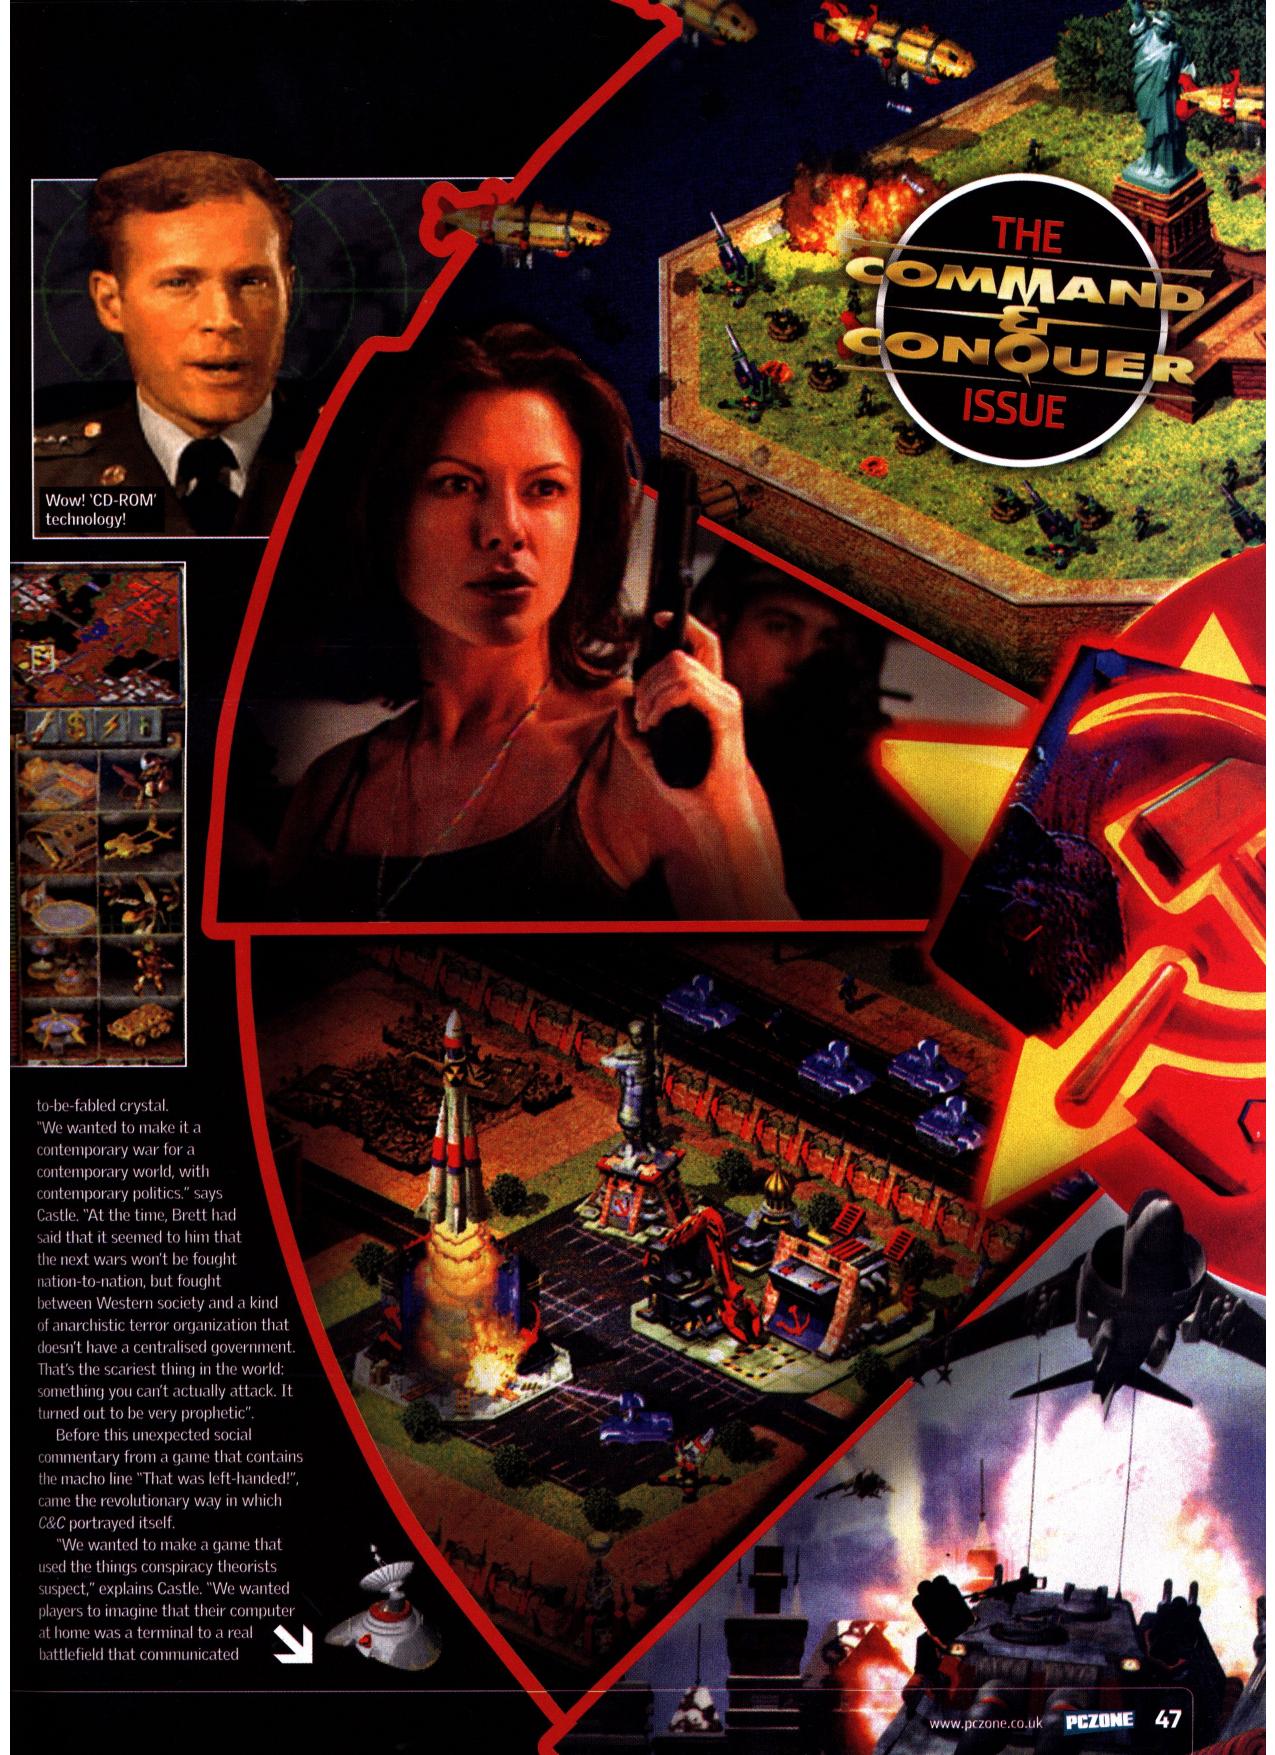 THE
COMMAND
&
CONQUER
ISSUE
Wow! 'CD-ROM'
technology!
to-be-fabled crystal.
"We wanted to make it a
contemporary war for a
contemporary world, with
contemporary politics." says
Castle. "At the time, Brett had
said that it seemed to him that
the next wars won't be fought
nation-to-nation, but fought
between Western society and a kind
of anarchistic terror organization that
doesn't have a centralised government.
That's the scariest thing in the world:
something you can't actually attack. It
turned out to be very prophetic".
Before this unexpected social
commentary from a game that contains
the macho line "That was left-handed!",
came the revolutionary way in which
C&C portrayed itself.
"We wanted to make a game that
used the things conspiracy theorists
suspect," explains Castle. "We wanted
players to imagine that their computer
at home was a terminal to a real
battlefield that communicated
www.pczone.co.uk PCZONE 47